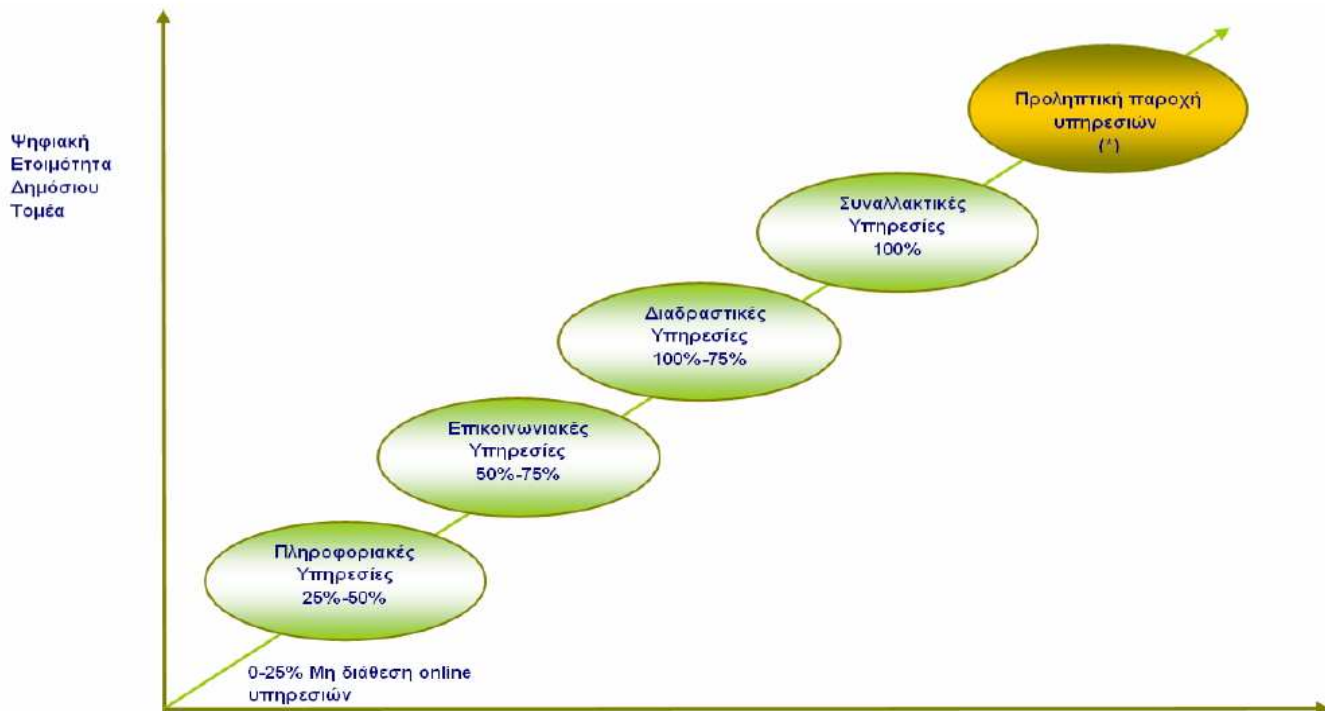 Προληπτική παροχή
υπηρεσιών
(*)
Ψηφιακή
Ετοιμότητα
Δημόσιου
Τομέα
Συναλλακτικές
Υπηρεσίες
100%
Διαδραστικές
Υπηρεσίες
100%-75%
Επικοινωνιακές
Υπηρεσίες
50%-75%
Πληροφοριακές
Υπηρεσίες
25%-50%
0-25% Μη διάθεση online
υπηρεσιών